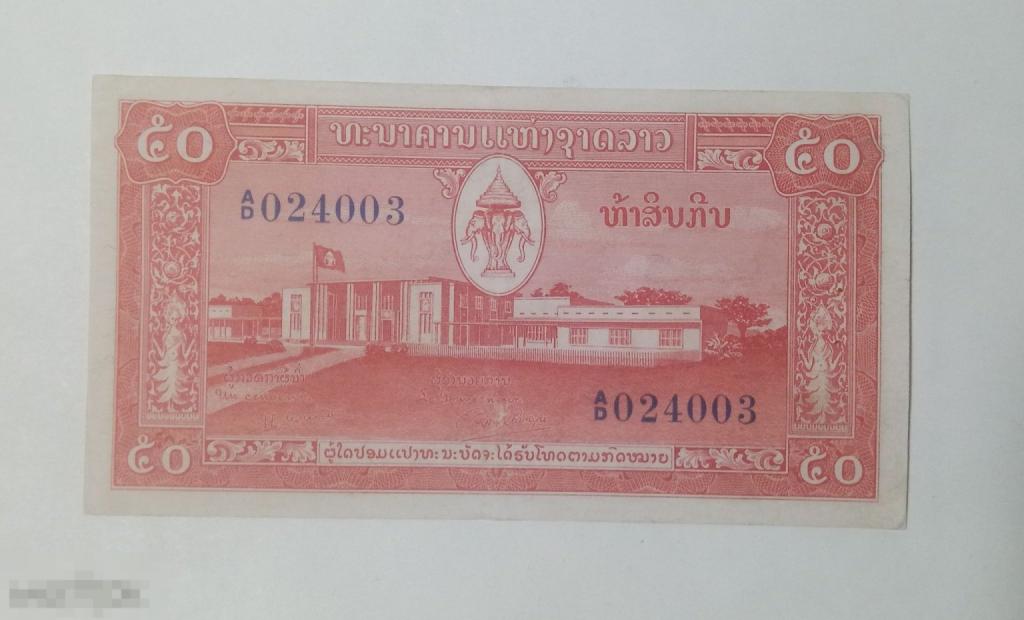 ໕໐ ທະນາຄານແຫ່ງຊາດລາວ ໕໐
A/D 024003
ຫ້າສິບກີບ
A/D 024003
໕໐ ຜູ້ໃດປອມແປງທະນະບັດຈະໄດ້ຮັບໂທດຕາມກົດໝາຍ ໕໐